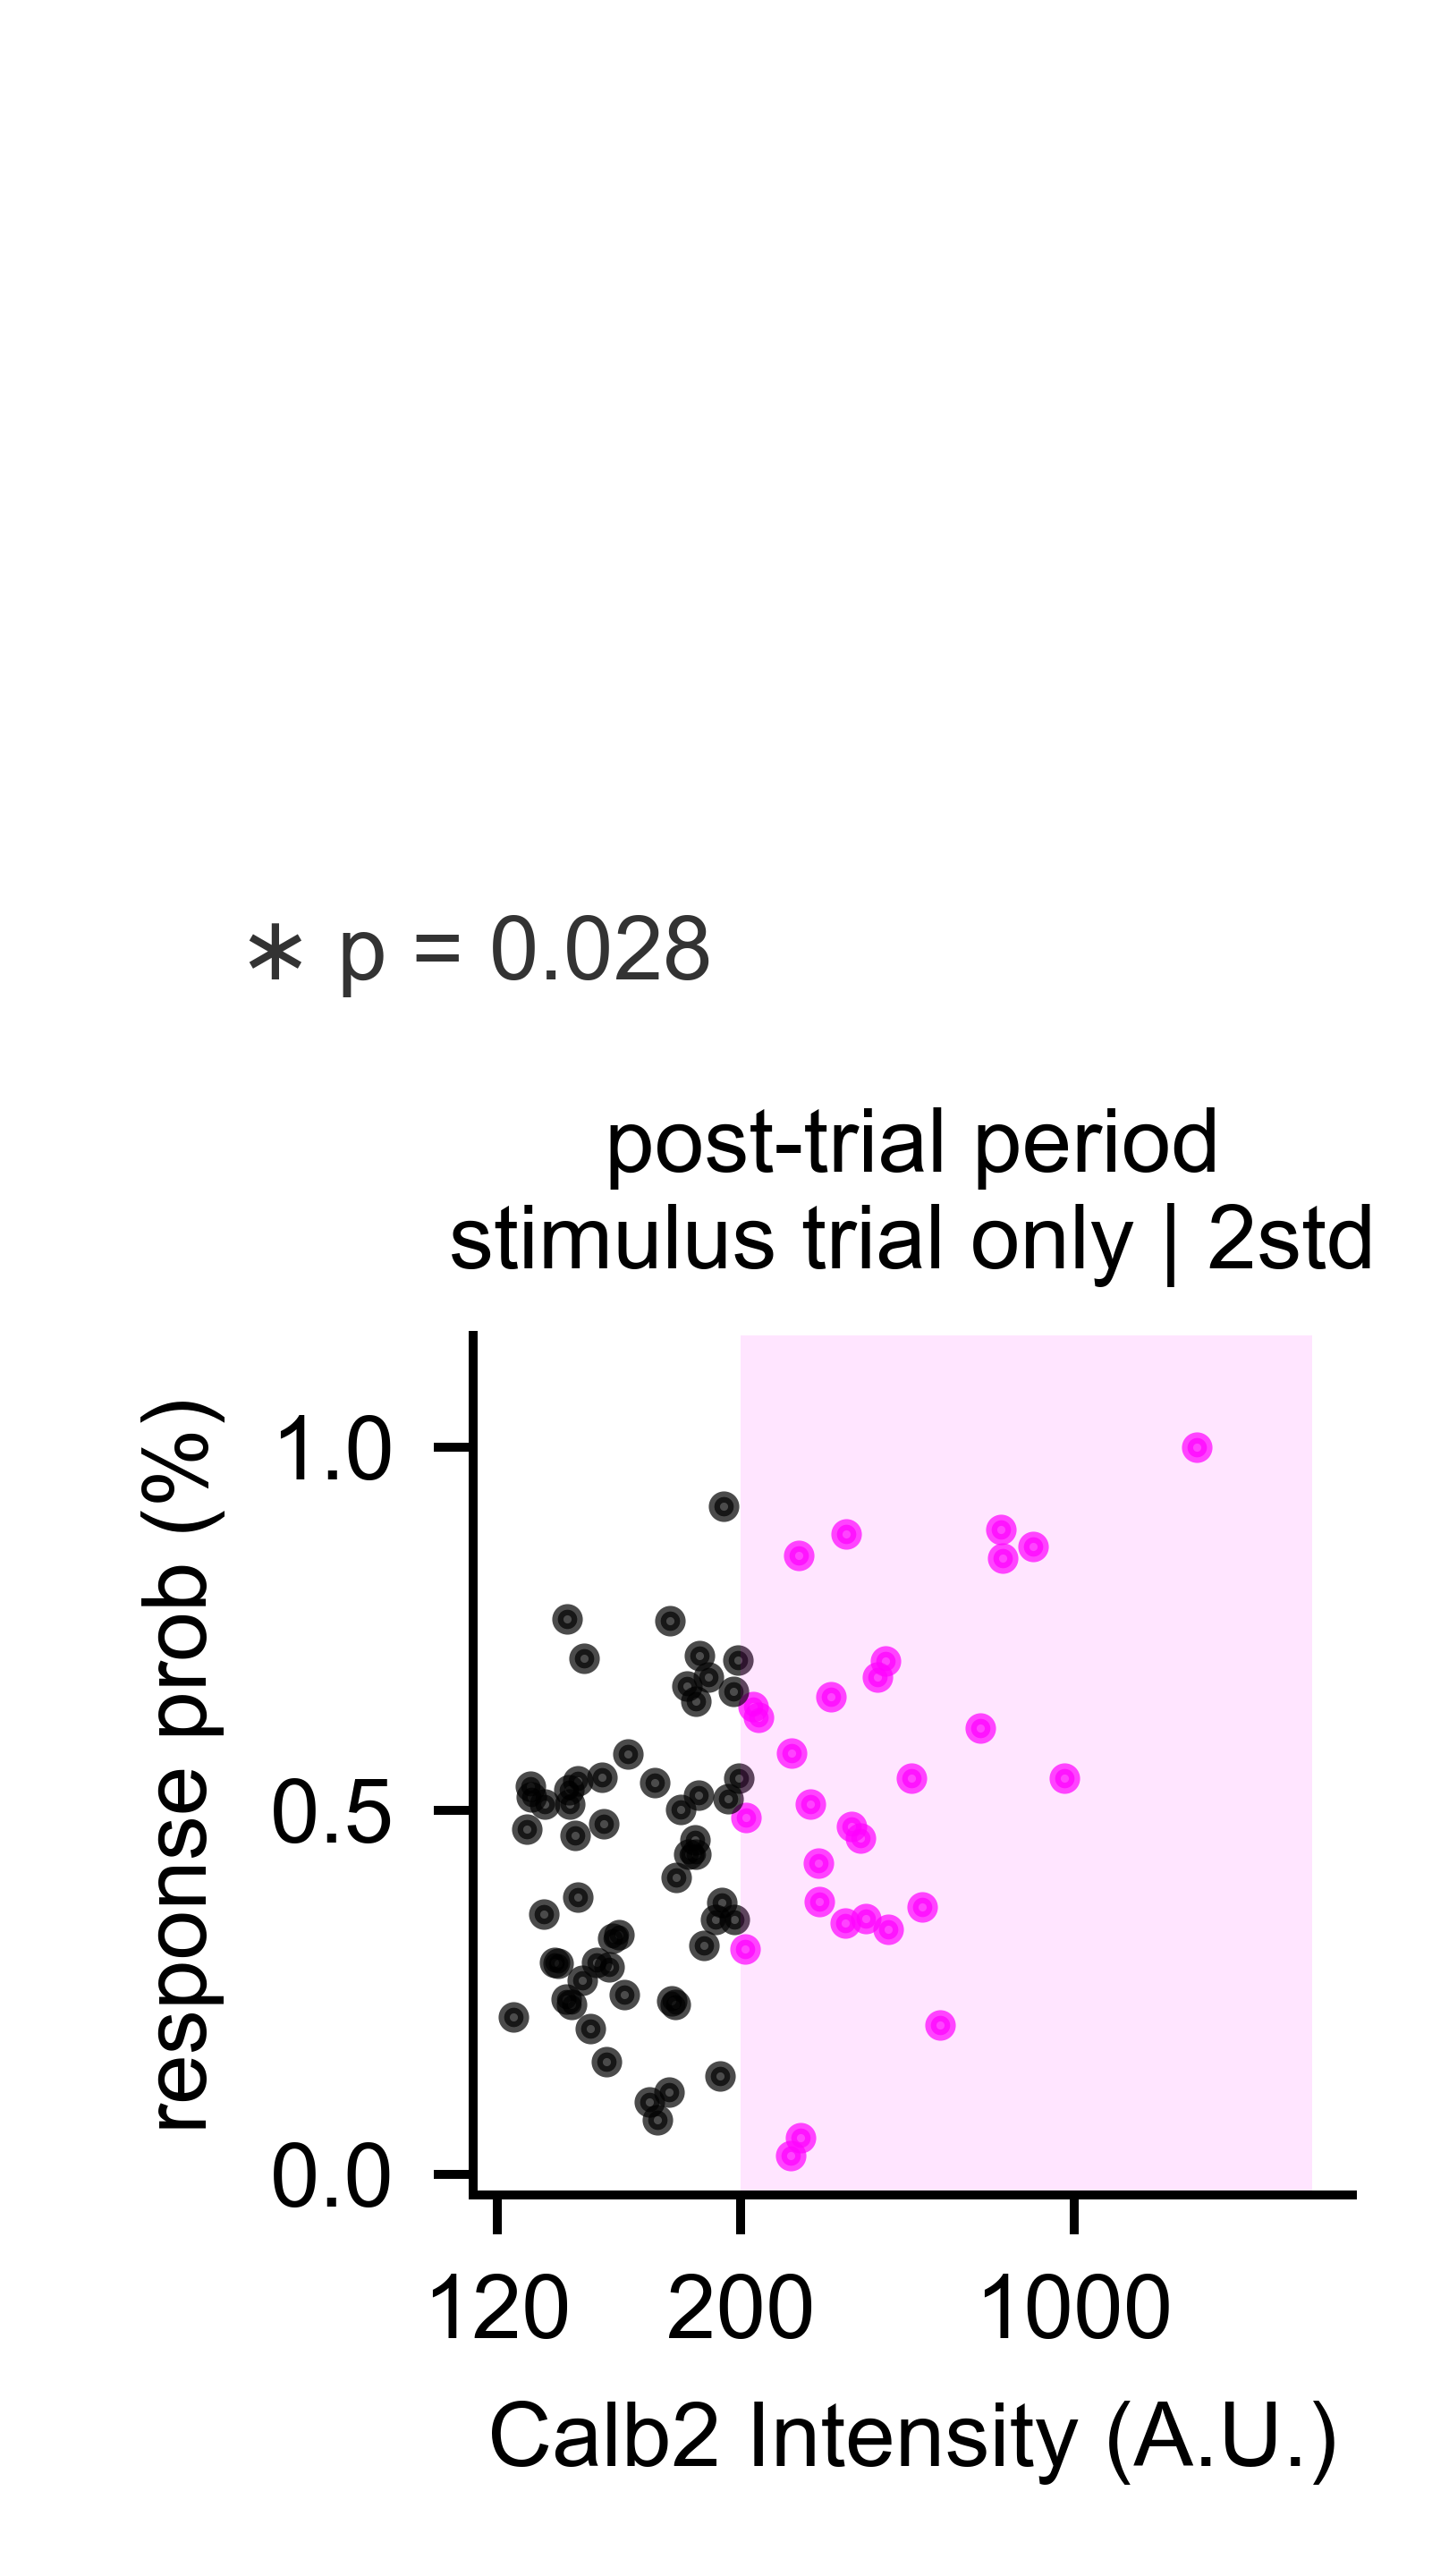 ∗ p = 0.028
post-trial period
stimulus trial only | 2std
response prob (%)
1.0
0.5
0.0
120 200 1000
Calb2 Intensity (A.U.)